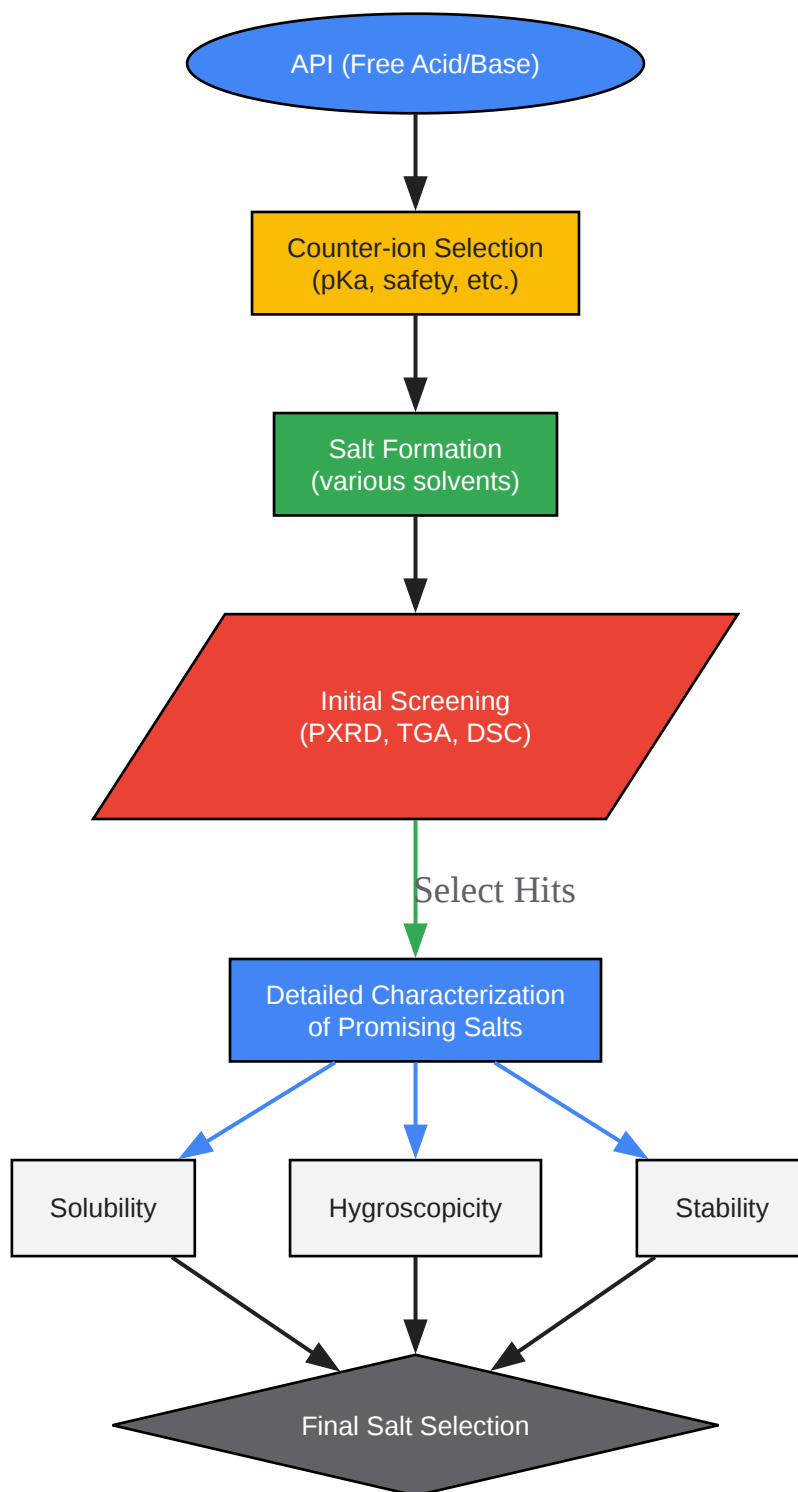 API (Free Acid/Base)
Counter-ion Selection
(pKa, safety, etc.)
Salt Formation
(various solvents)
Initial Screening
(PXRD, TGA, DSC)
Select Hits
Detailed Characterization
of Promising Salts
Solubility
Hygroscopicity
Stability
Final Salt Selection